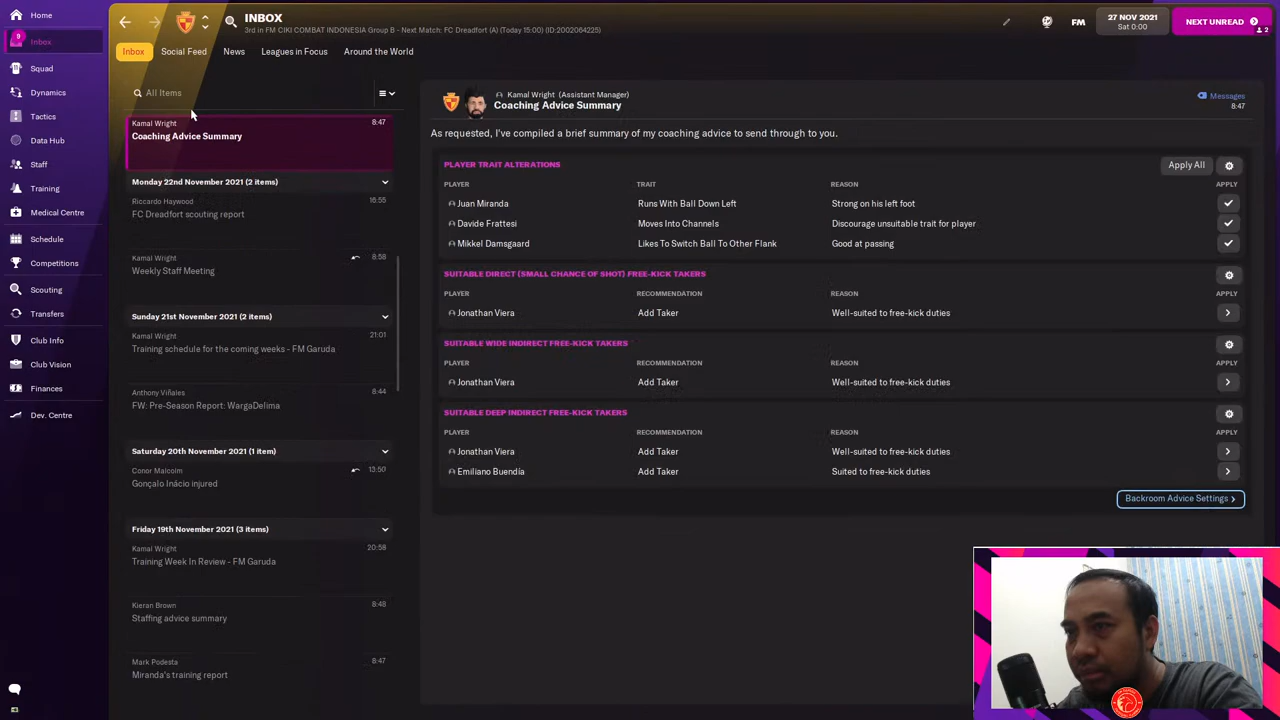 Home
INBOX
3rd in FM CIKI COMBAT INDONESIA Group B - Next Match: FC Dreadfort (A) (Today 15:00) (ID:2002064225)
FM
27 NOV 2021
Sat 0:00
NEXT UNREAD
2
9
Inbox
Squad
Dynamics
Tactics
Data Hub
Staff
Training
Medical Centre
Schedule
Competitions
Scouting
Transfers
Club Info
Club Vision
Finances
Dev. Centre
Inbox
Social Feed
News
Leagues in Focus
Around the World
All Items
Kamal Wright
8:47
Coaching Advice Summary
Monday 22nd November 2021 (2 items)
Riccardo Haywood
16:55
FC Dreadfort scouting report
Kamal Wright
8:58
Weekly Staff Meeting
Sunday 21st November 2021 (2 items)
Kamal Wright
21:01
Training schedule for the coming weeks - FM Garuda
Anthony Viñales
8:44
FW: Pre-Season Report: WargaDelima
Saturday 20th November 2021 (1 item)
Conor Malcolm
13:50
Gonçalo Inácio injured
Friday 19th November 2021 (3 items)
Kamal Wright
20:58
Training Week In Review - FM Garuda
Kieran Brown
8:48
Staffing advice summary
Mark Podesta
8:47
Miranda's training report
Kamal Wright (Assistant Manager)
Coaching Advice Summary
Messages
8:47
As requested, I've compiled a brief summary of my coaching advice to send through to you.
PLAYER TRAIT ALTERATIONS
Apply All
PLAYER TRAIT REASON APPLY
Juan Miranda Runs With Ball Down Left Strong on his left foot
Davide Frattesi Moves Into Channels Discourage unsuitable trait for player
Mikkel Damsgaard Likes To Switch Ball To Other Flank Good at passing
SUITABLE DIRECT (SMALL CHANCE OF SHOT) FREE-KICK TAKERS
PLAYER RECOMMENDATION REASON APPLY
Jonathan Viera Add Taker Well-suited to free-kick duties
SUITABLE WIDE INDIRECT FREE-KICK TAKERS
PLAYER RECOMMENDATION REASON APPLY
Jonathan Viera Add Taker Well-suited to free-kick duties
SUITABLE DEEP INDIRECT FREE-KICK TAKERS
PLAYER RECOMMENDATION REASON APPLY
Jonathan Viera Add Taker Well-suited to free-kick duties
Emiliano Buendía Add Taker Suited to free-kick duties
Backroom Advice Settings